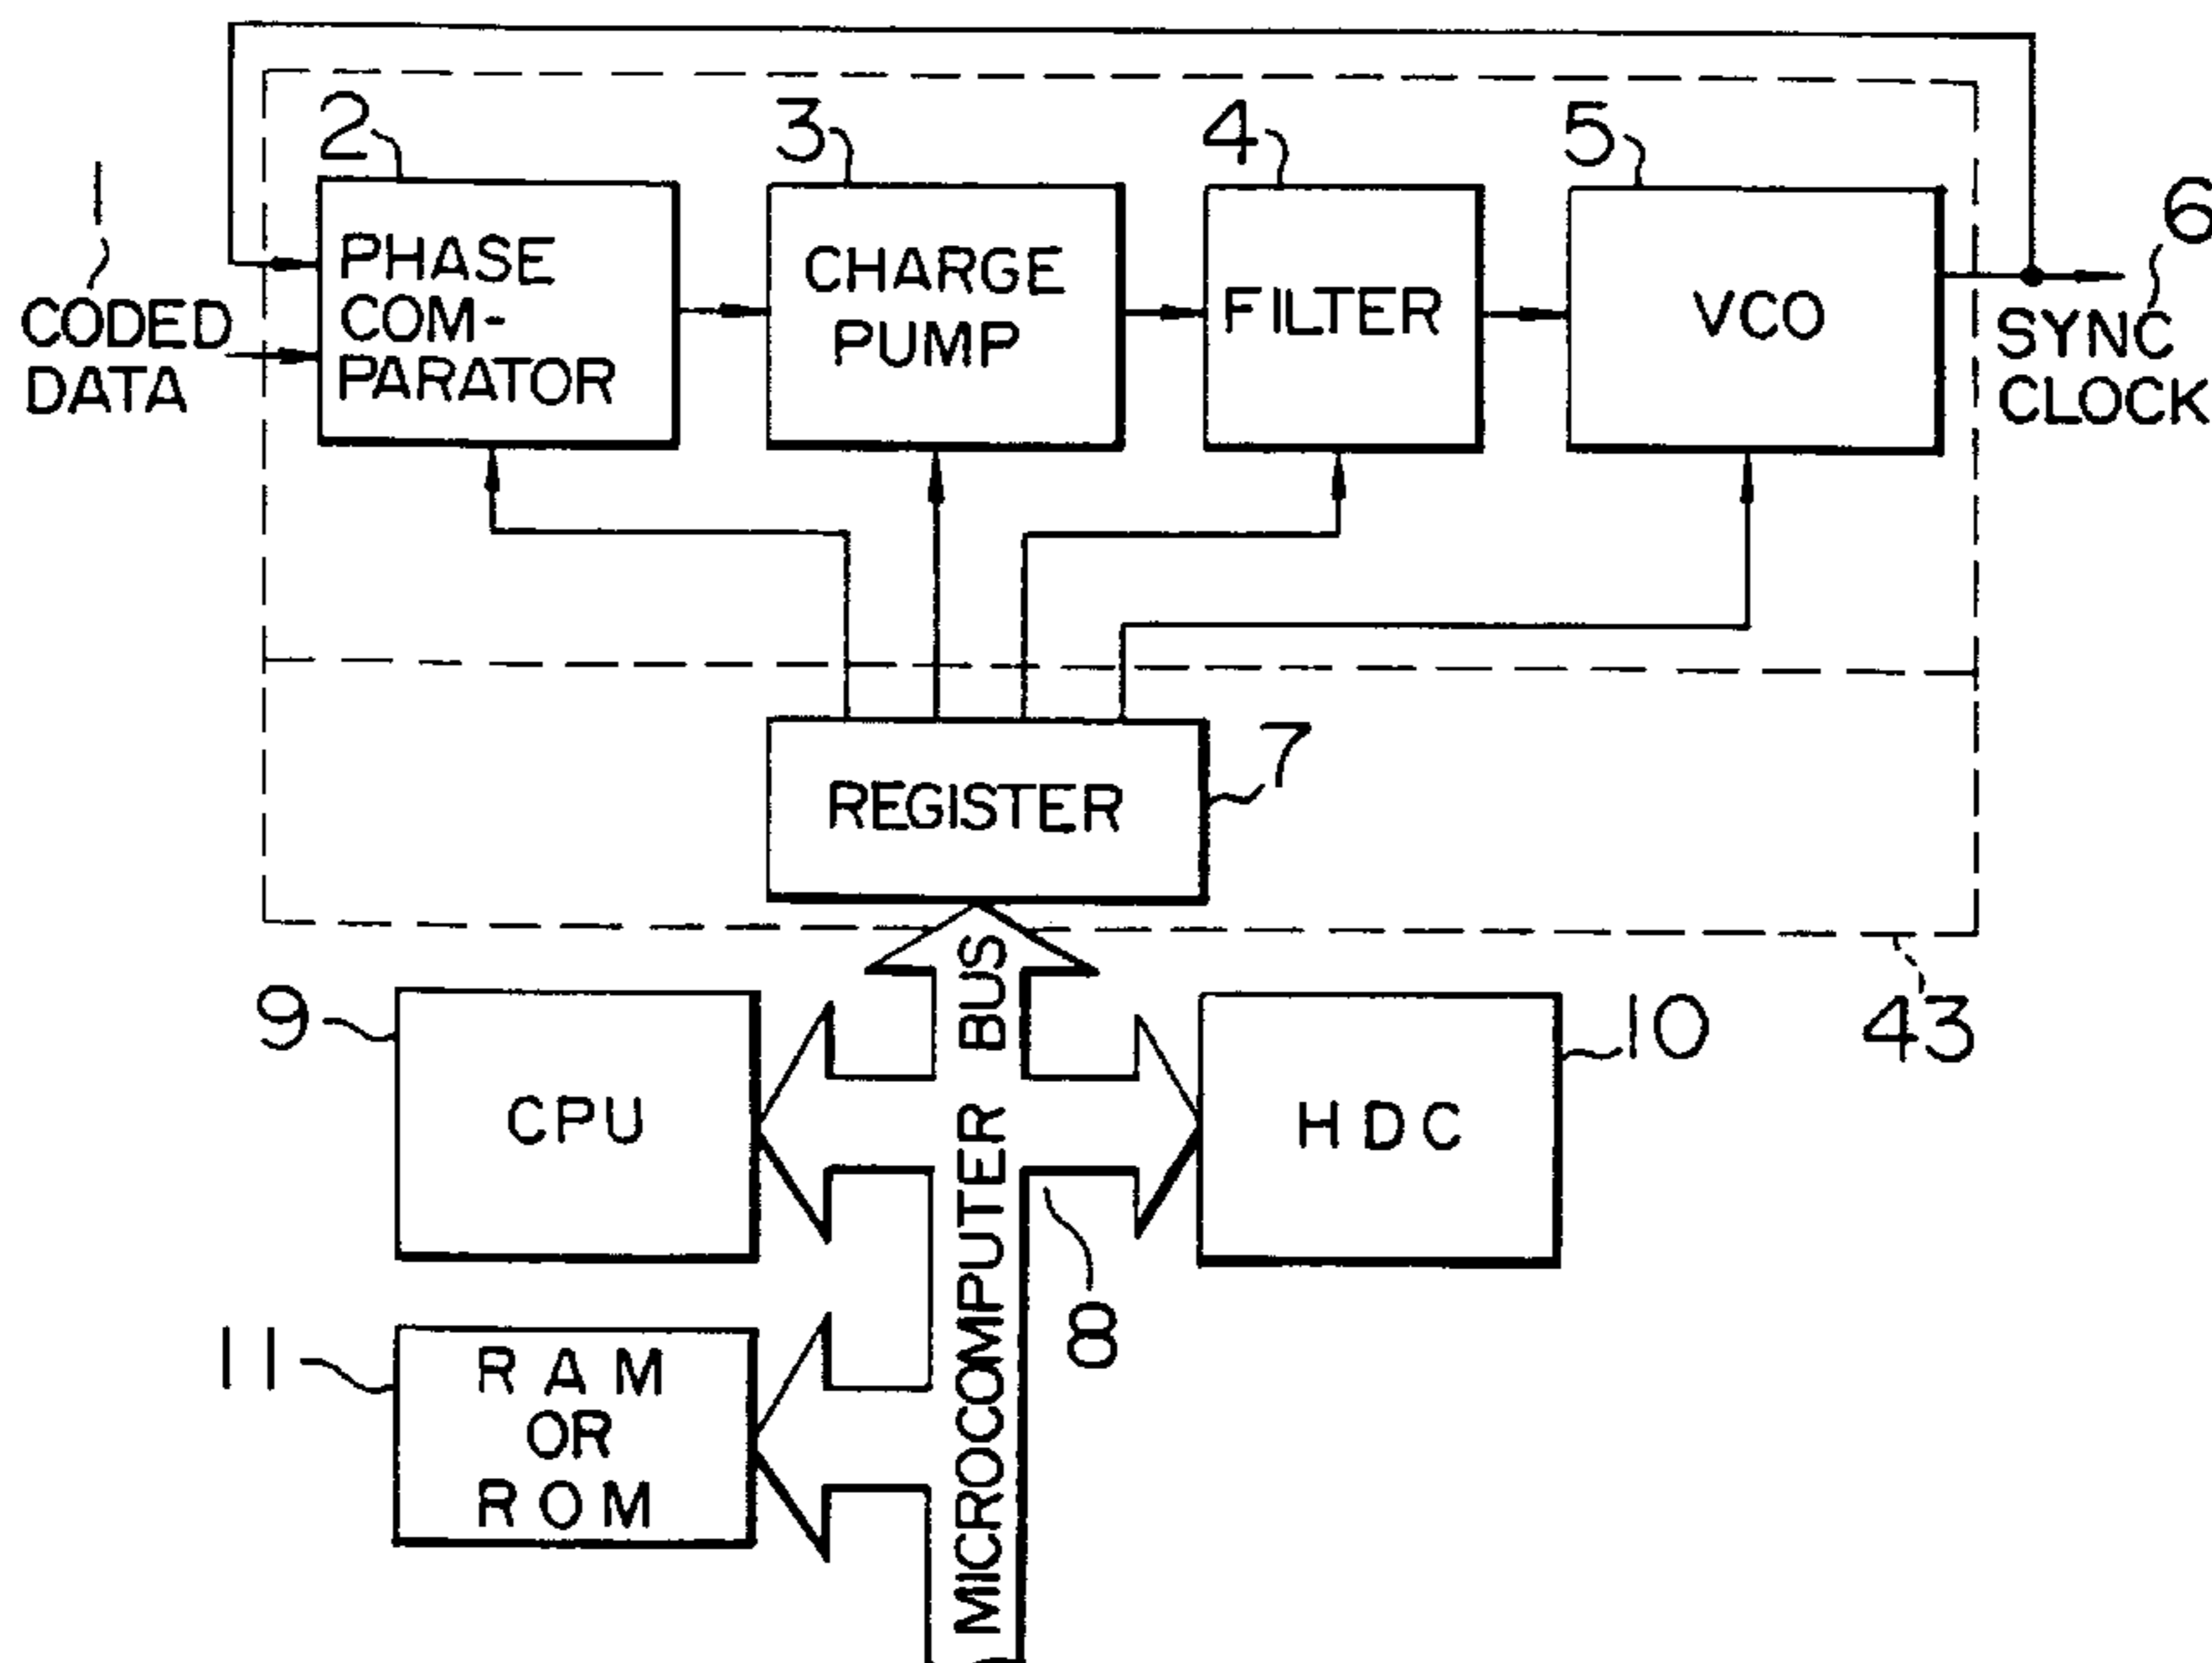 2
3
4
5
1
6
PHASE
COM-
PARATOR
CHARGE
PUMP
FILTER
VCO
CODED
DATA
SYNC
CLOCK
7
REGISTER
43
9
CPU
MICROCOMPUTER BUS
HDC
10
8
11
RAM
OR
ROM